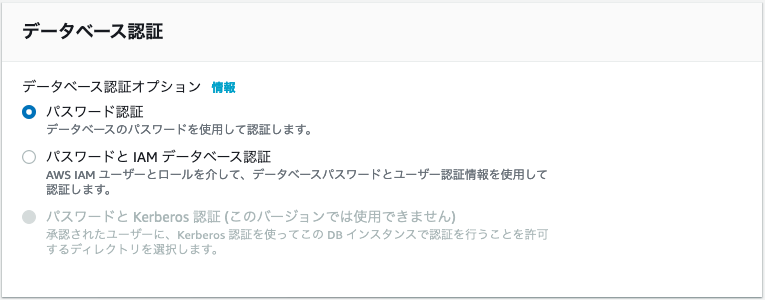 データベース認証
データベース認証オプション 情報
パスワード認証
データベースのパスワードを使用して認証します。
パスワードと IAM データベース認証
AWS IAM ユーザーとロールを介して、データベースパスワードとユーザー認証情報を使用して
認証します。
パスワードと Kerberos 認証 (このバージョンでは使用できません)
承認されたユーザーに、Kerberos 認証を使ってこの DB インスタンスで認証を行うことを許可
するディレクトリを選択します。